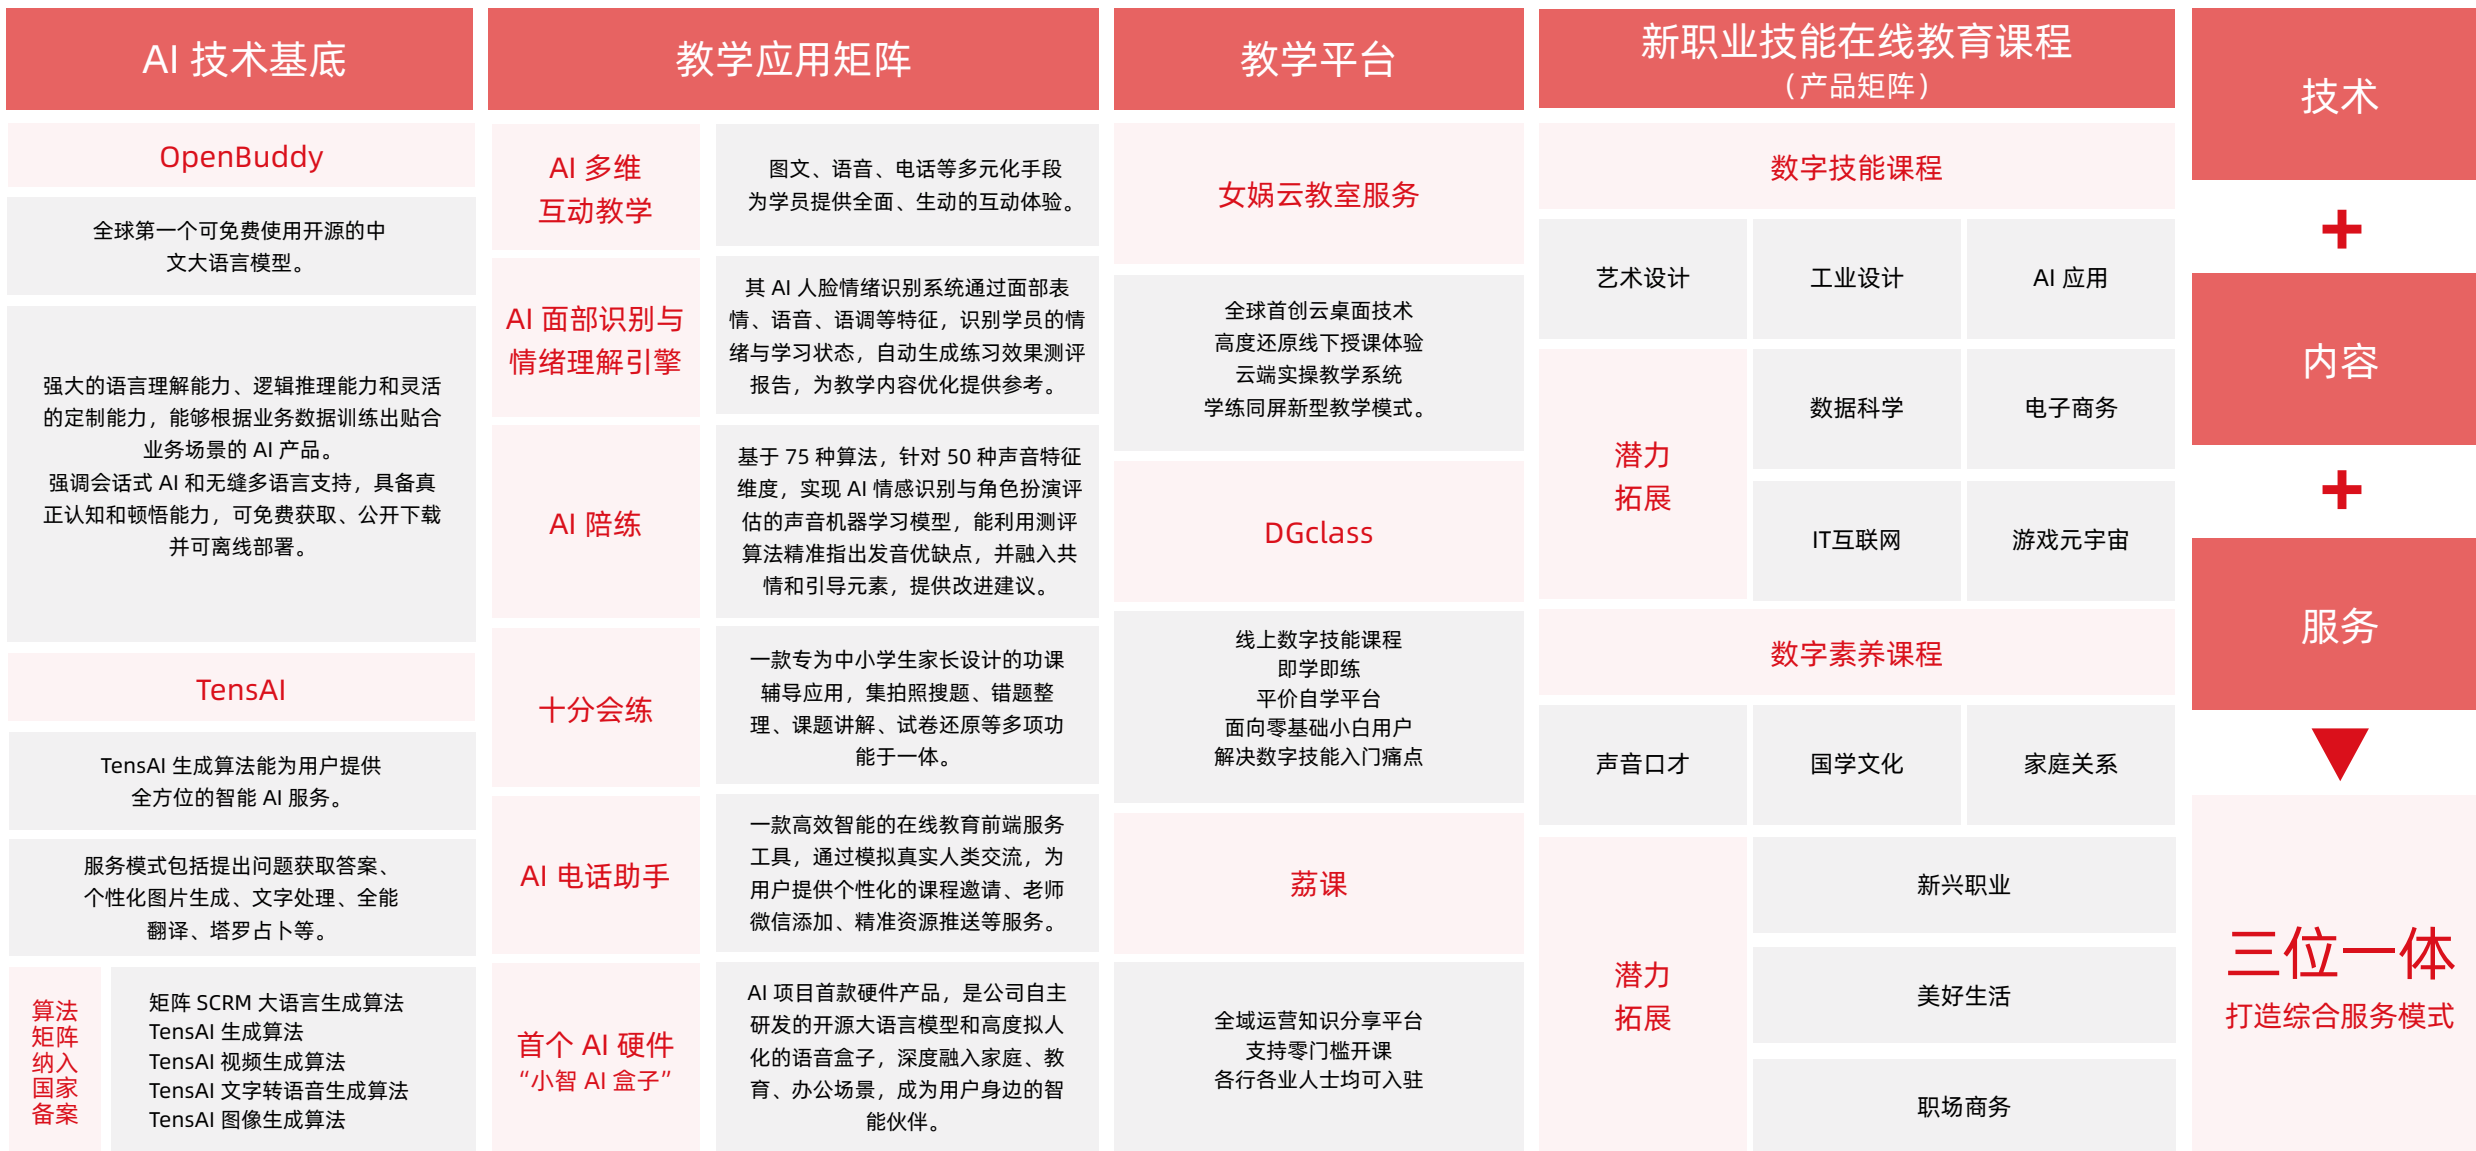 AI 技术基底
OpenBuddy
全球第一个可免费使用开源的中
文大语言模型。
强大的语言理解能力、逻辑推理能力和灵活
的定制能力，能够根据业务数据训练出贴合
业务场景的 AI 产品。
强调会话式 AI 和无缝多语言支持，具备真
正认知和顿悟能力，可免费获取、公开下载
并可离线部署。
TensAI
TensAI 生成算法能为用户提供
全方位的智能 AI 服务。
服务模式包括提出问题获取答案、
个性化图片生成、文字处理、全能
翻译、塔罗占卜等。
算法
矩阵
纳入
国家
备案
矩阵 SCRM 大语言生成算法
TensAI 生成算法
TensAI 视频生成算法
TensAI 文字转语音生成算法
TensAI 图像生成算法
教学应用矩阵
AI 多维
互动教学
图文、语音、电话等多元化手段
为学员提供全面、生动的互动体验。
AI 面部识别与
情绪理解引擎
其 AI 人脸情绪识别系统通过面部表
情、语音、语调等特征，识别学员的情
绪与学习状态，自动生成练习效果测评
报告，为教学内容优化提供参考。
AI 陪练
基于 75 种算法，针对 50 种声音特征
维度，实现 AI 情感识别与角色扮演评
估的声音机器学习模型，能利用测评
算法精准指出发音优缺点，并融入共
情和引导元素，提供改进建议。
十分会练
一款专为中小学生家长设计的功课
辅导应用，集拍照搜题、错题整
理、课题讲解、试卷还原等多项功
能于一体。
AI 电话助手
一款高效智能的在线教育前端服务
工具，通过模拟真实人类交流，为
用户提供个性化的课程邀请、老师
微信添加、精准资源推送等服务。
首个 AI 硬件
“小智 AI 盒子”
AI 项目首款硬件产品，是公司自主
研发的开源大语言模型和高度拟人
化的语音盒子，深度融入家庭、教
育、办公场景，成为用户身边的智
能伙伴。
教学平台
女娲云教室服务
全球首创云桌面技术
高度还原线下授课体验
云端实操教学系统
学练同屏新型教学模式。
DGclass
线上数字技能课程
即学即练
平价自学平台
面向零基础小白用户
解决数字技能入门痛点
荔课
全域运营知识分享平台
支持零门槛开课
各行各业人士均可入驻
新职业技能在线教育课程
（产品矩阵）
数字技能课程
艺术设计
工业设计
AI 应用
潜力
拓展
数据科学
电子商务
IT互联网
游戏元宇宙
数字素养课程
声音口才
国学文化
家庭关系
潜力
拓展
新兴职业
美好生活
职场商务
技术
+
内容
+
服务
三位一体
打造综合服务模式